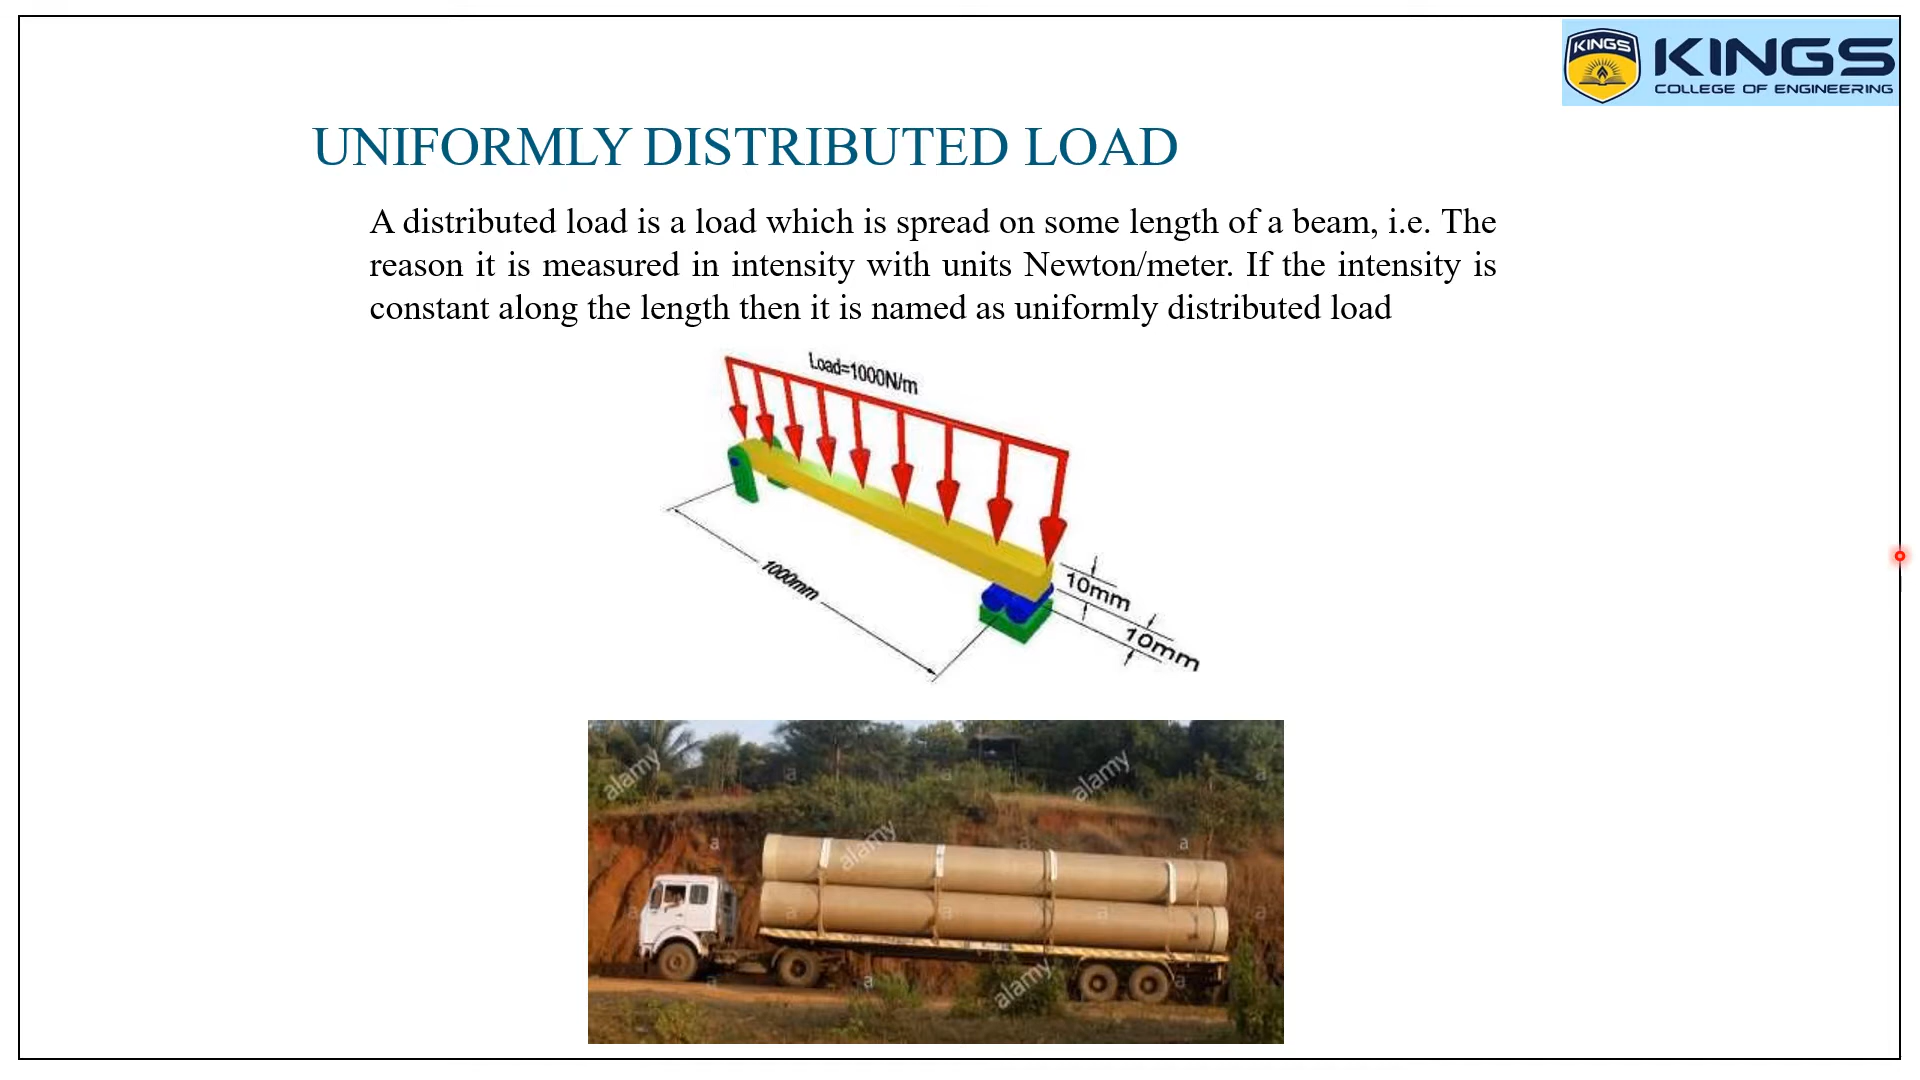 KINGS
KINGS
COLLEGE OF ENGINEERING
UNIFORMLY DISTRIBUTED LOAD
A distributed load is a load which is spread on some length of a beam, i.e. The
reason it is measured in intensity with units Newton/meter. If the intensity is
constant along the length then it is named as uniformly distributed load
Load=1000N/m
1000mm
10mm
10mm
alamy
alamy
a
a
a
a
alamy
a
a
a
a
a
a
alamy
a
a
a